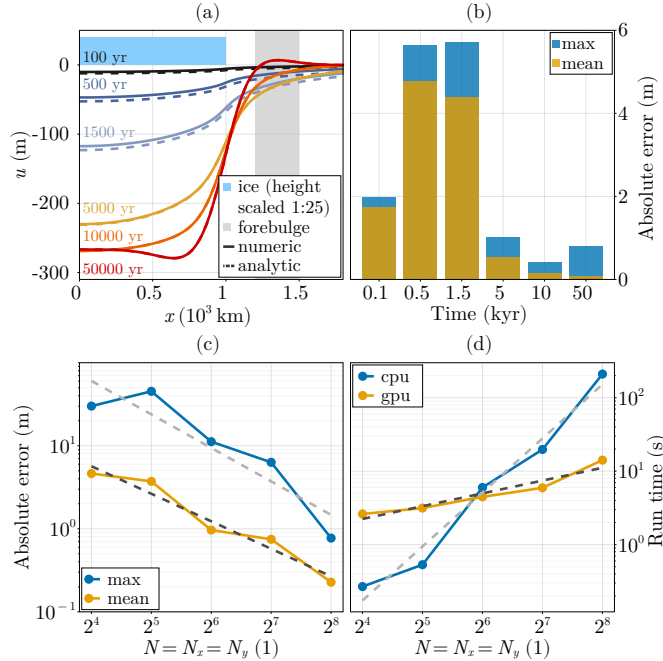 (a)
(b)
0
-100
-200
-300
u (m)
100 yr
500 yr
1500 yr
5000 yr
10000 yr
50000 yr
ice (height
scaled 1:25)
forebulge
numeric
analytic
0
0.5
1.0
1.5
x (10³ km)
max
mean
6
4
2
0
Absolute error (m)
0.1
0.5
1.5
5
10
50
Time (kyr)
(c)
(d)
10¹
10⁰
10⁻¹
Absolute error (m)
max
mean
2⁴
2⁵
2⁶
2⁷
2⁸
N = Nₓ = Nᵧ (1)
cpu
gpu
10²
10¹
10⁰
Run time (s)
2⁴
2⁵
2⁶
2⁷
2⁸
N = Nₓ = Nᵧ (1)